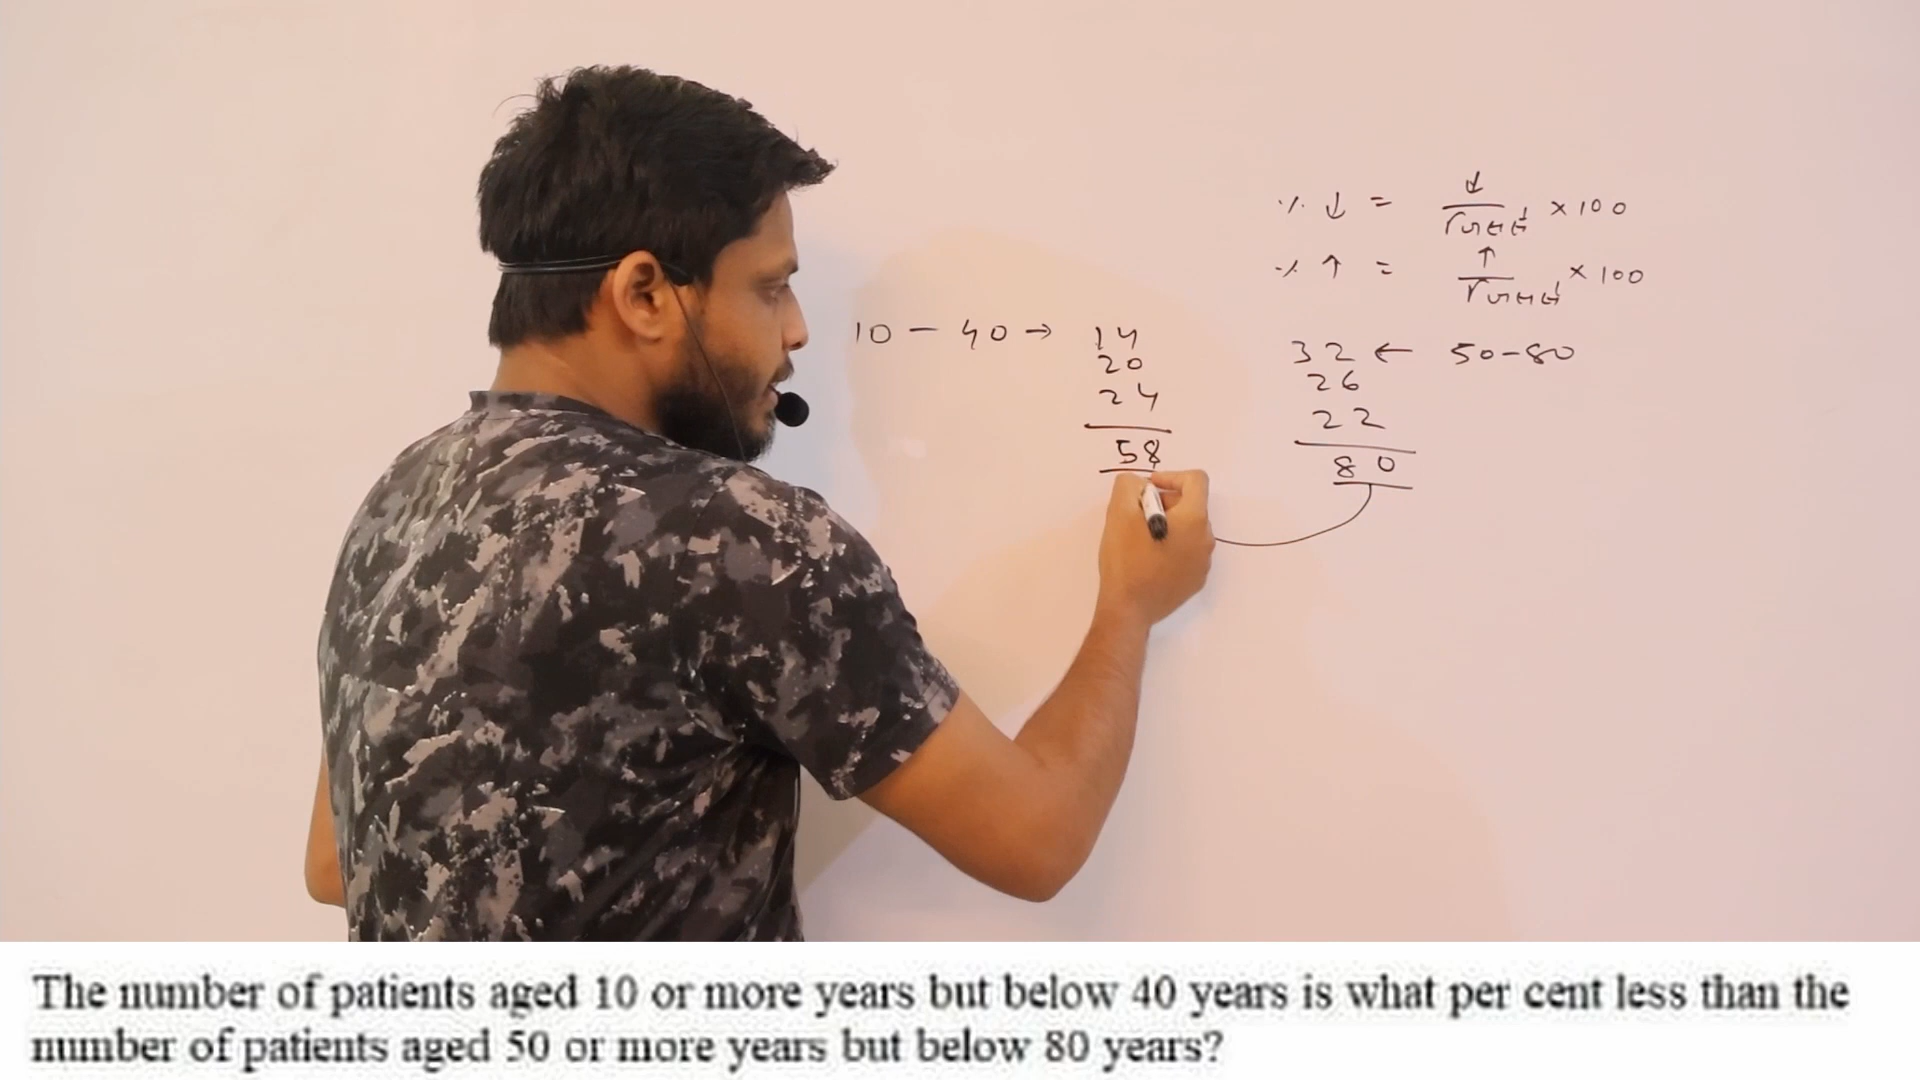 % ↓ = ↓ / शुरुआती × 100
% ↑ = ↑ / शुरुआती × 100
10 - 40 → 14
20
24
58
32 ← 50-80
26
22
80
The number of patients aged 10 or more years but below 40 years is what per cent less than the
number of patients aged 50 or more years but below 80 years?